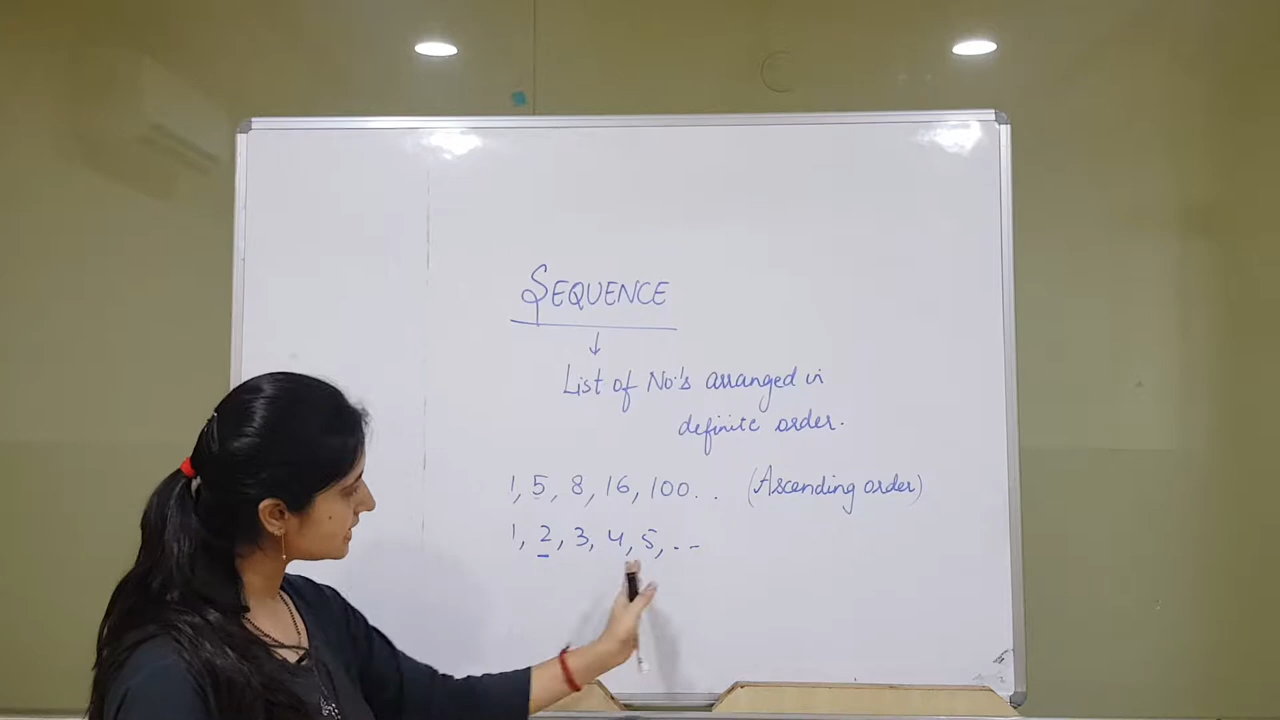 SEQUENCE
↓
List of No.'s arranged in
definite order.
1, 5, 8, 16, 100.. (Ascending order)
1, 2, 3, 4, 5, . - -